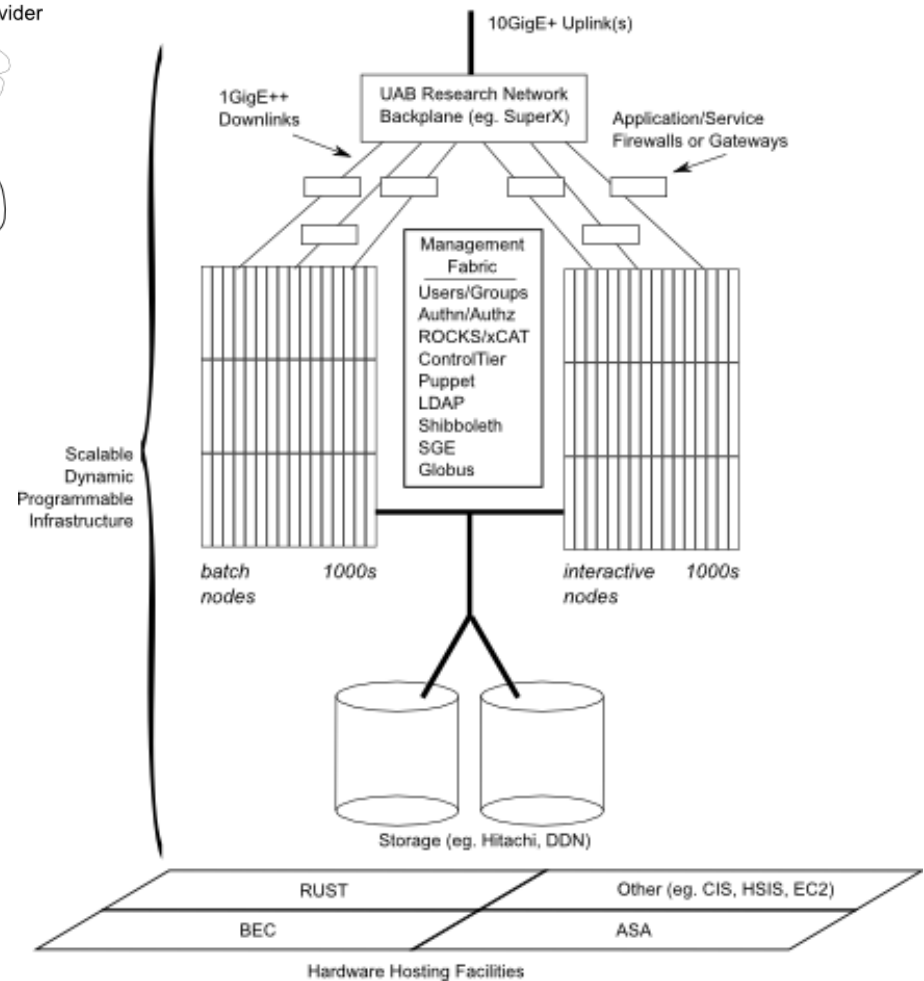 vider
10GigE+ Uplink(s)
UAB Research Network
Backplane (eg. SuperX)
1GigE++
Downlinks
Application/Service
Firewalls or Gateways
Management
Fabric
Users/Groups
Authn/Authz
ROCKS/xCAT
ControlTier
Puppet
LDAP
Shibboleth
SGE
Globus
Scalable
Dynamic
Programmable
Infrastructure
batch 1000s
nodes
interactive 1000s
nodes
Storage (eg. Hitachi, DDN)
RUST
Other (eg. CIS, HSIS, EC2)
BEC
ASA
Hardware Hosting Facilities